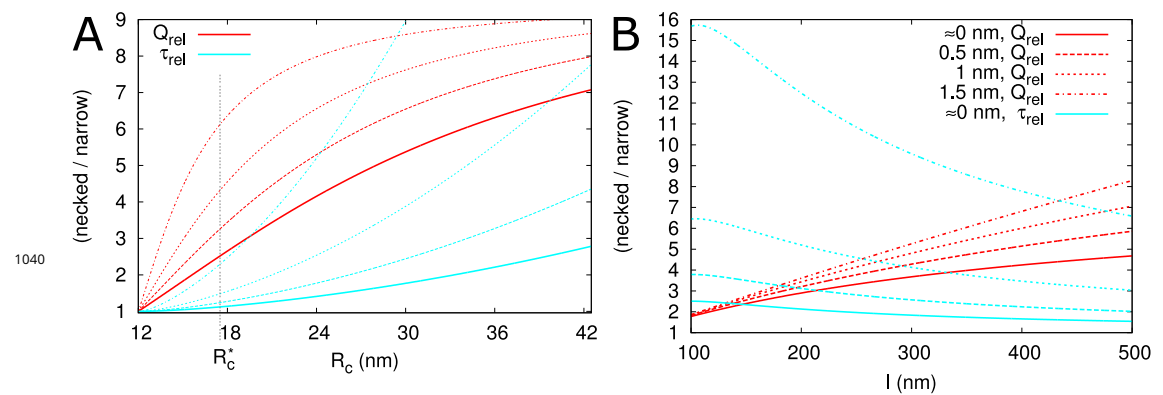 1040
A
(necked / narrow)
9
8
7
6
5
4
3
2
1
Q_rel
τ_rel
12
18
24
30
36
42
R_c^*
R_c (nm)
B
(necked / narrow)
16
15
14
13
12
11
10
9
8
7
6
5
4
3
2
1
≈0 nm, Q_rel
0.5 nm, Q_rel
1 nm, Q_rel
1.5 nm, Q_rel
≈0 nm, τ_rel
100
200
300
400
500
l (nm)